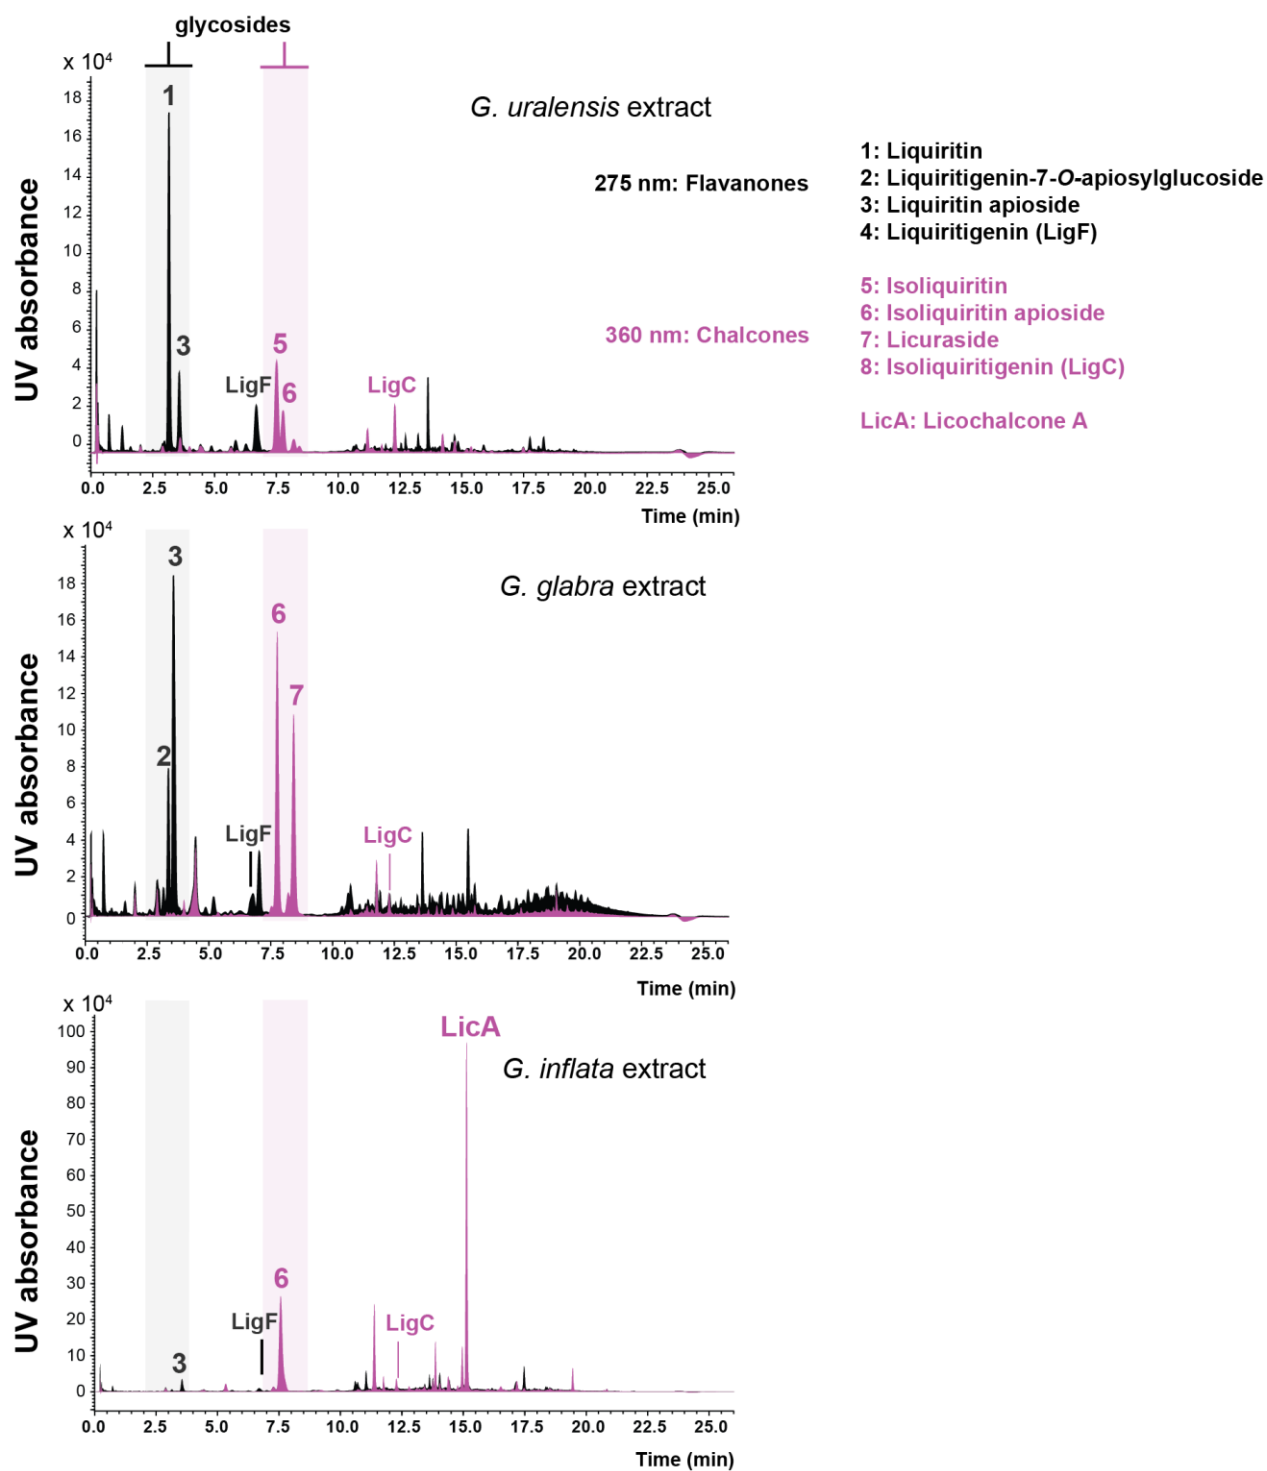 glycosides
x 10⁴
G. uralensis extract
275 nm: Flavanones
360 nm: Chalcones
UV absorbance
18
16
14
12
10
8
6
4
2
0
1
3
LigF
5
6
LigC
0.0 2.5 5.0 7.5 10.0 12.5 15.0 17.5 20.0 22.5 25.0
Time (min)
1: Liquiritin
2: Liquiritigenin-7-O-apiosylglucoside
3: Liquiritin apioside
4: Liquiritigenin (LigF)
5: Isoliquiritin
6: Isoliquiritin apioside
7: Licuraside
8: Isoliquiritigenin (LigC)
LicA: Licochalcone A
x 10⁴
G. glabra extract
UV absorbance
18
16
14
12
10
8
6
4
2
0
2
3
LigF
6
7
LigC
0.0 2.5 5.0 7.5 10.0 12.5 15.0 17.5 20.0 22.5 25.0
Time (min)
x 10⁴
G. inflata extract
UV absorbance
100
90
80
70
60
50
40
30
20
10
0
3
LigF
6
LigC
LicA
0.0 2.5 5.0 7.5 10.0 12.5 15.0 17.5 20.0 22.5 25.0
Time (min)